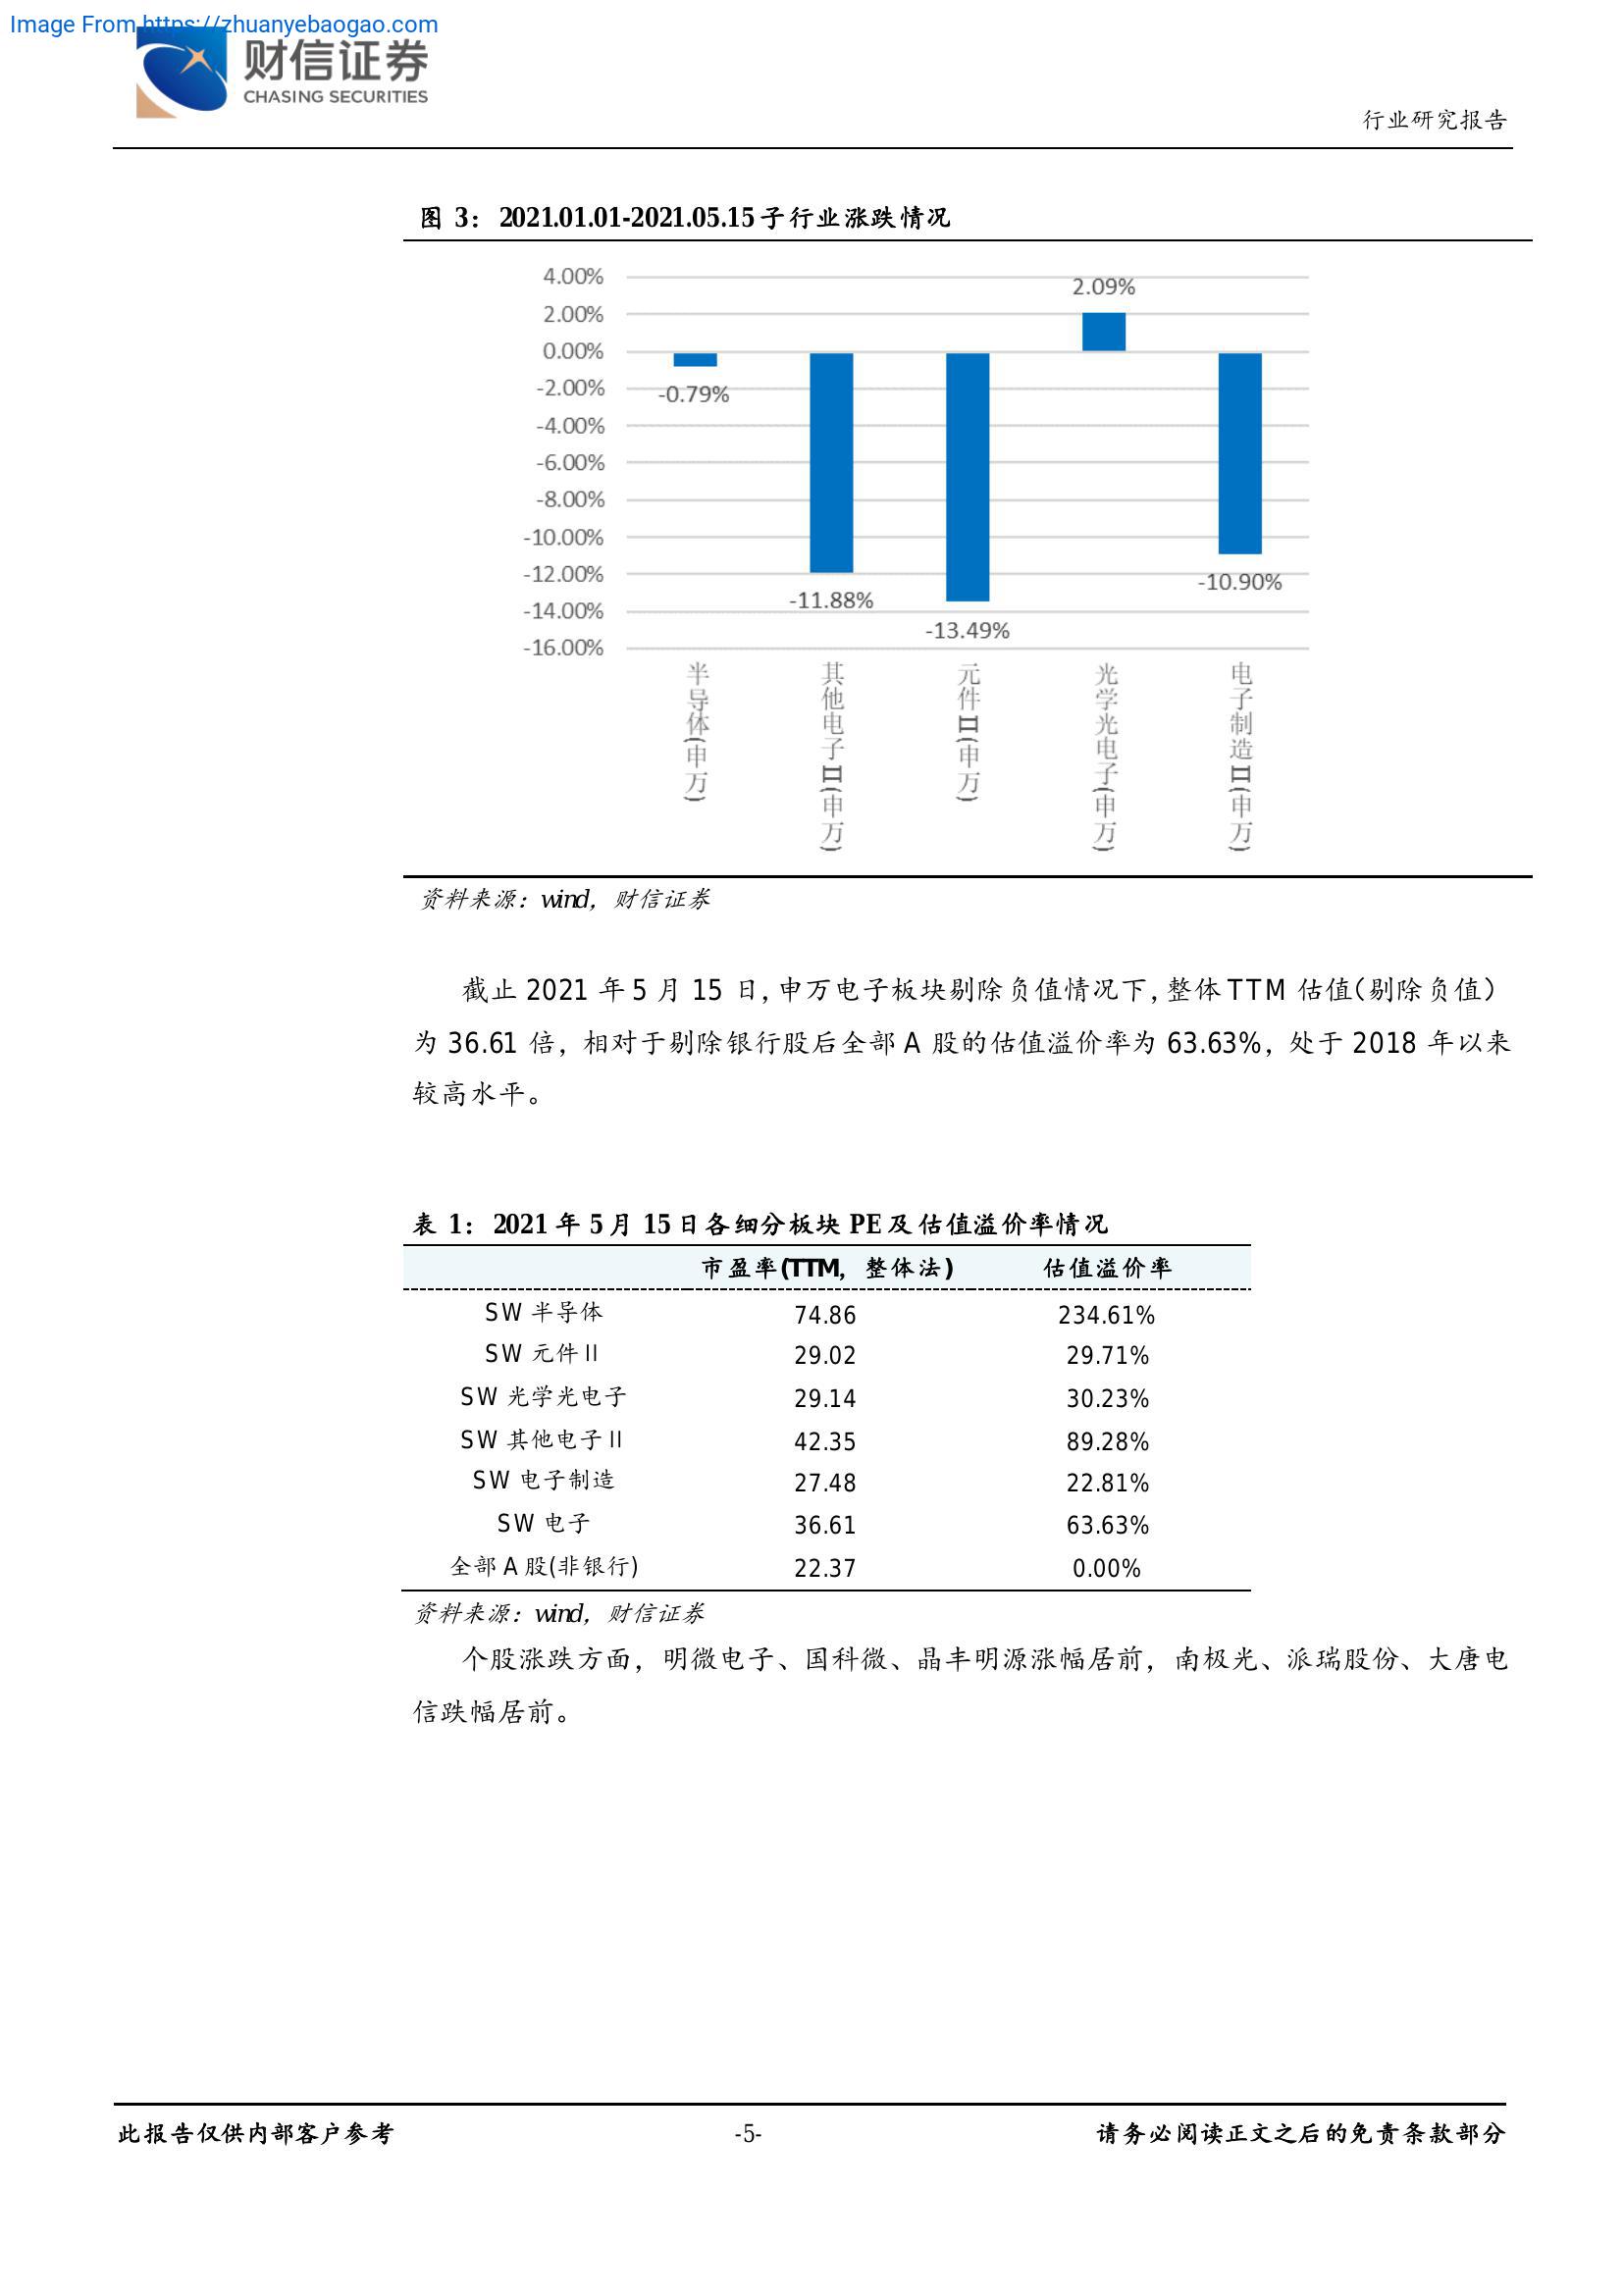 Image From https://zhuanyebaogao.com
财信证券
CHASING SECURITIES
行业研究报告
图 3： 2021.01.01-2021.05.15 子行业涨跌情况
4.00%
2.00%
0.00%
-2.00%
-4.00%
-6.00%
-8.00%
-10.00%
-12.00%
-14.00%
-16.00%
-0.79%
-11.88%
-13.49%
2.09%
-10.90%
半导体(申万)
其他电子Ⅱ(申万)
元件Ⅱ(申万)
光学光电子(申万)
电子制造Ⅱ(申万)
资料来源：wind，财信证券
截止 2021 年 5 月 15 日，申万电子板块剔除负值情况下，整体 TTM 估值（剔除负值）
为 36.61 倍，相对于剔除银行股后全部 A 股的估值溢价率为 63.63%，处于 2018 年以来
较高水平。
表 1： 2021 年 5 月 15 日各细分板块 PE 及估值溢价率情况
市盈率(TTM，整体法) 估值溢价率
SW 半导体 74.86 234.61%
SW 元件Ⅱ 29.02 29.71%
SW 光学光电子 29.14 30.23%
SW 其他电子Ⅱ 42.35 89.28%
SW 电子制造 27.48 22.81%
SW 电子 36.61 63.63%
全部 A 股(非银行) 22.37 0.00%
资料来源：wind，财信证券
个股涨跌方面，明微电子、国科微、晶丰明源涨幅居前，南极光、派瑞股份、大唐电
信跌幅居前。
此报告仅供内部客户参考 -5- 请务必阅读正文之后的免责条款部分